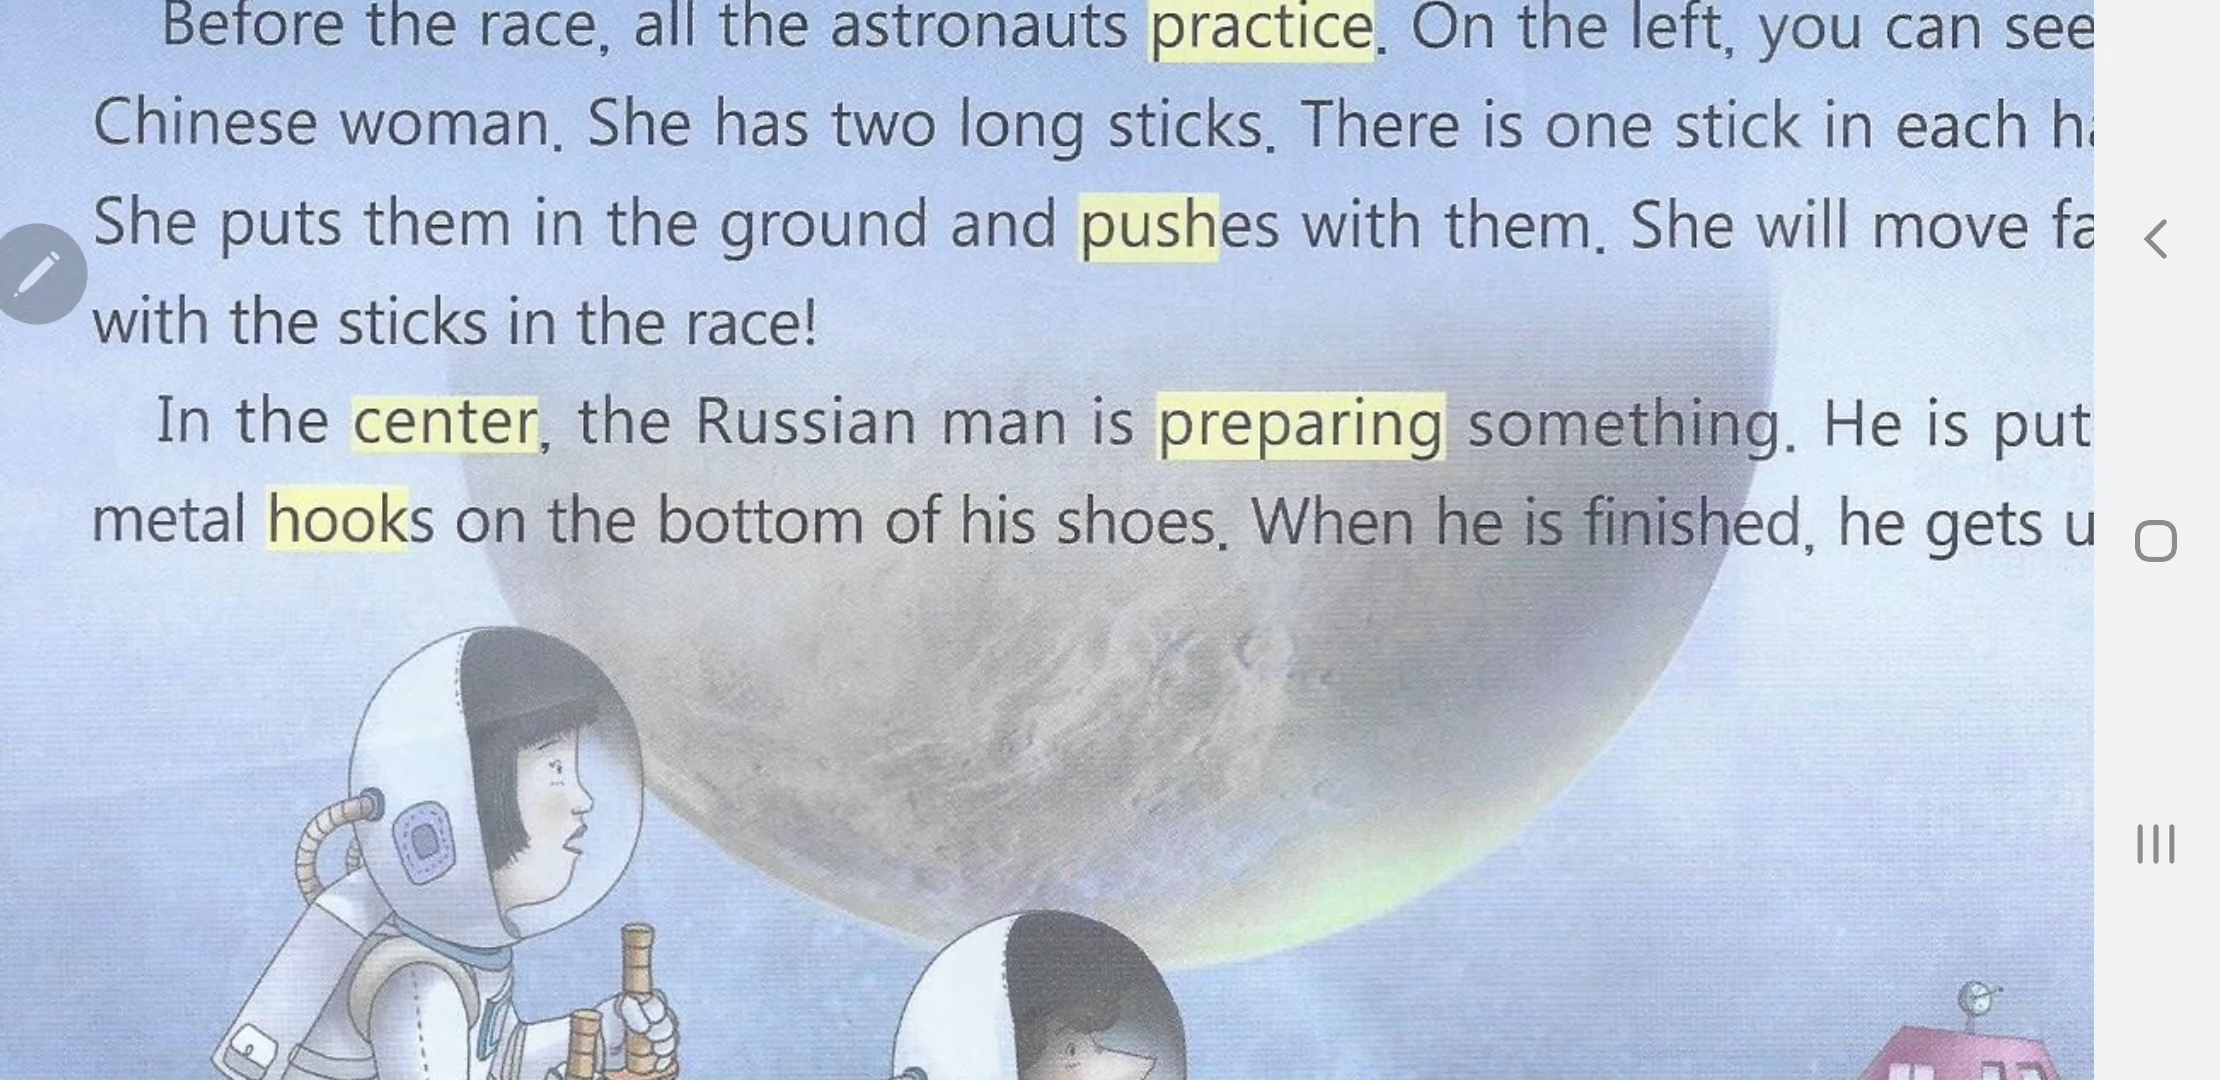 Before the race, all the astronauts practice. On the left, you can see
Chinese woman. She has two long sticks. There is one stick in each
She puts them in the ground and pushes with them. She will move
with the sticks in the race!
In the center, the Russian man is preparing something. He is
metal hooks on the bottom of his shoes. When he is finished, he gets